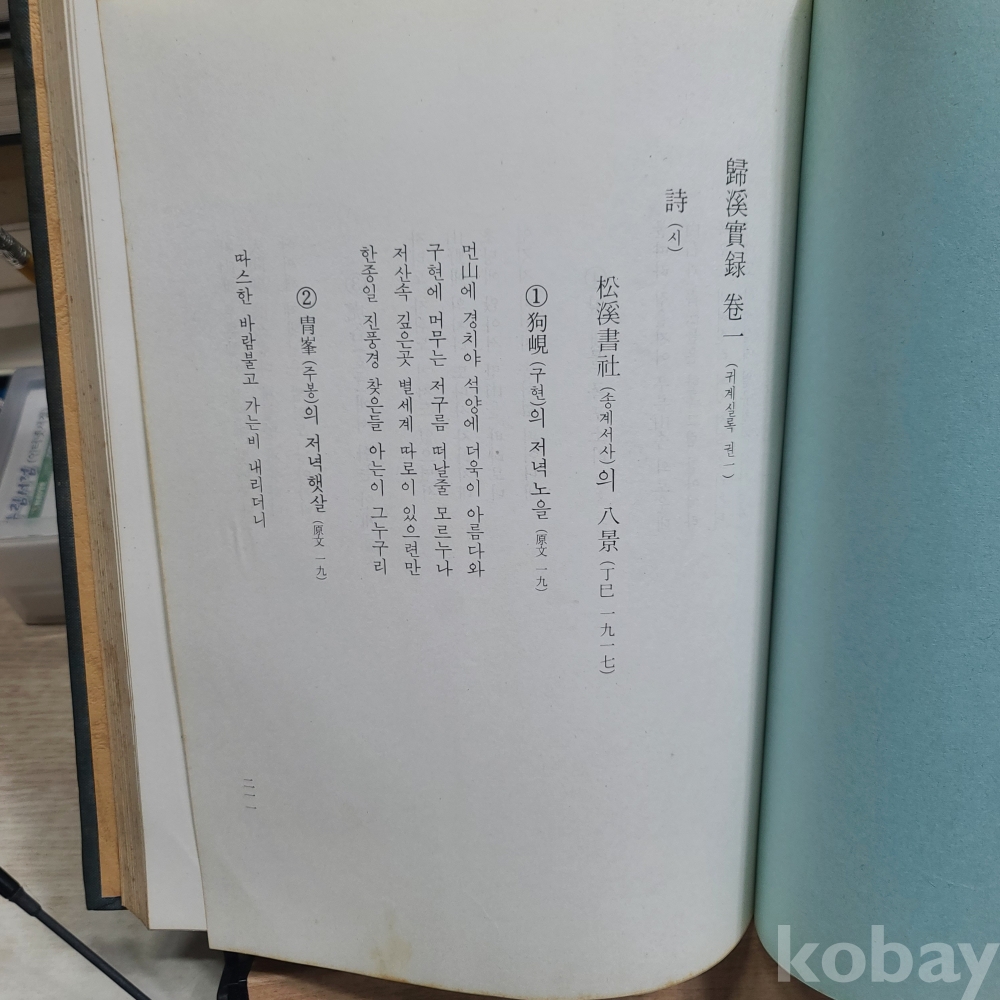 歸溪實録 卷一 (귀계실록 권一)
詩 (시)
松溪書社 (송계서사)의 八景 (丁巳 一九一七)
① 狗峴 (구현)의 저녁노을 (原文 一九)
먼山에 경치야 석양에 더욱이 아름다와
구현에 머무는 저구름 떠날줄 모르누나
저산속 깊은곳 별세계 따로이 있으련만
한종일 진풍경 찾은들 아는이 그누구리
② 冑峯 (주봉)의 저녁햇살 (原文 一九)
따스한 바람불고 가는비 내리더니
二一一
kobay